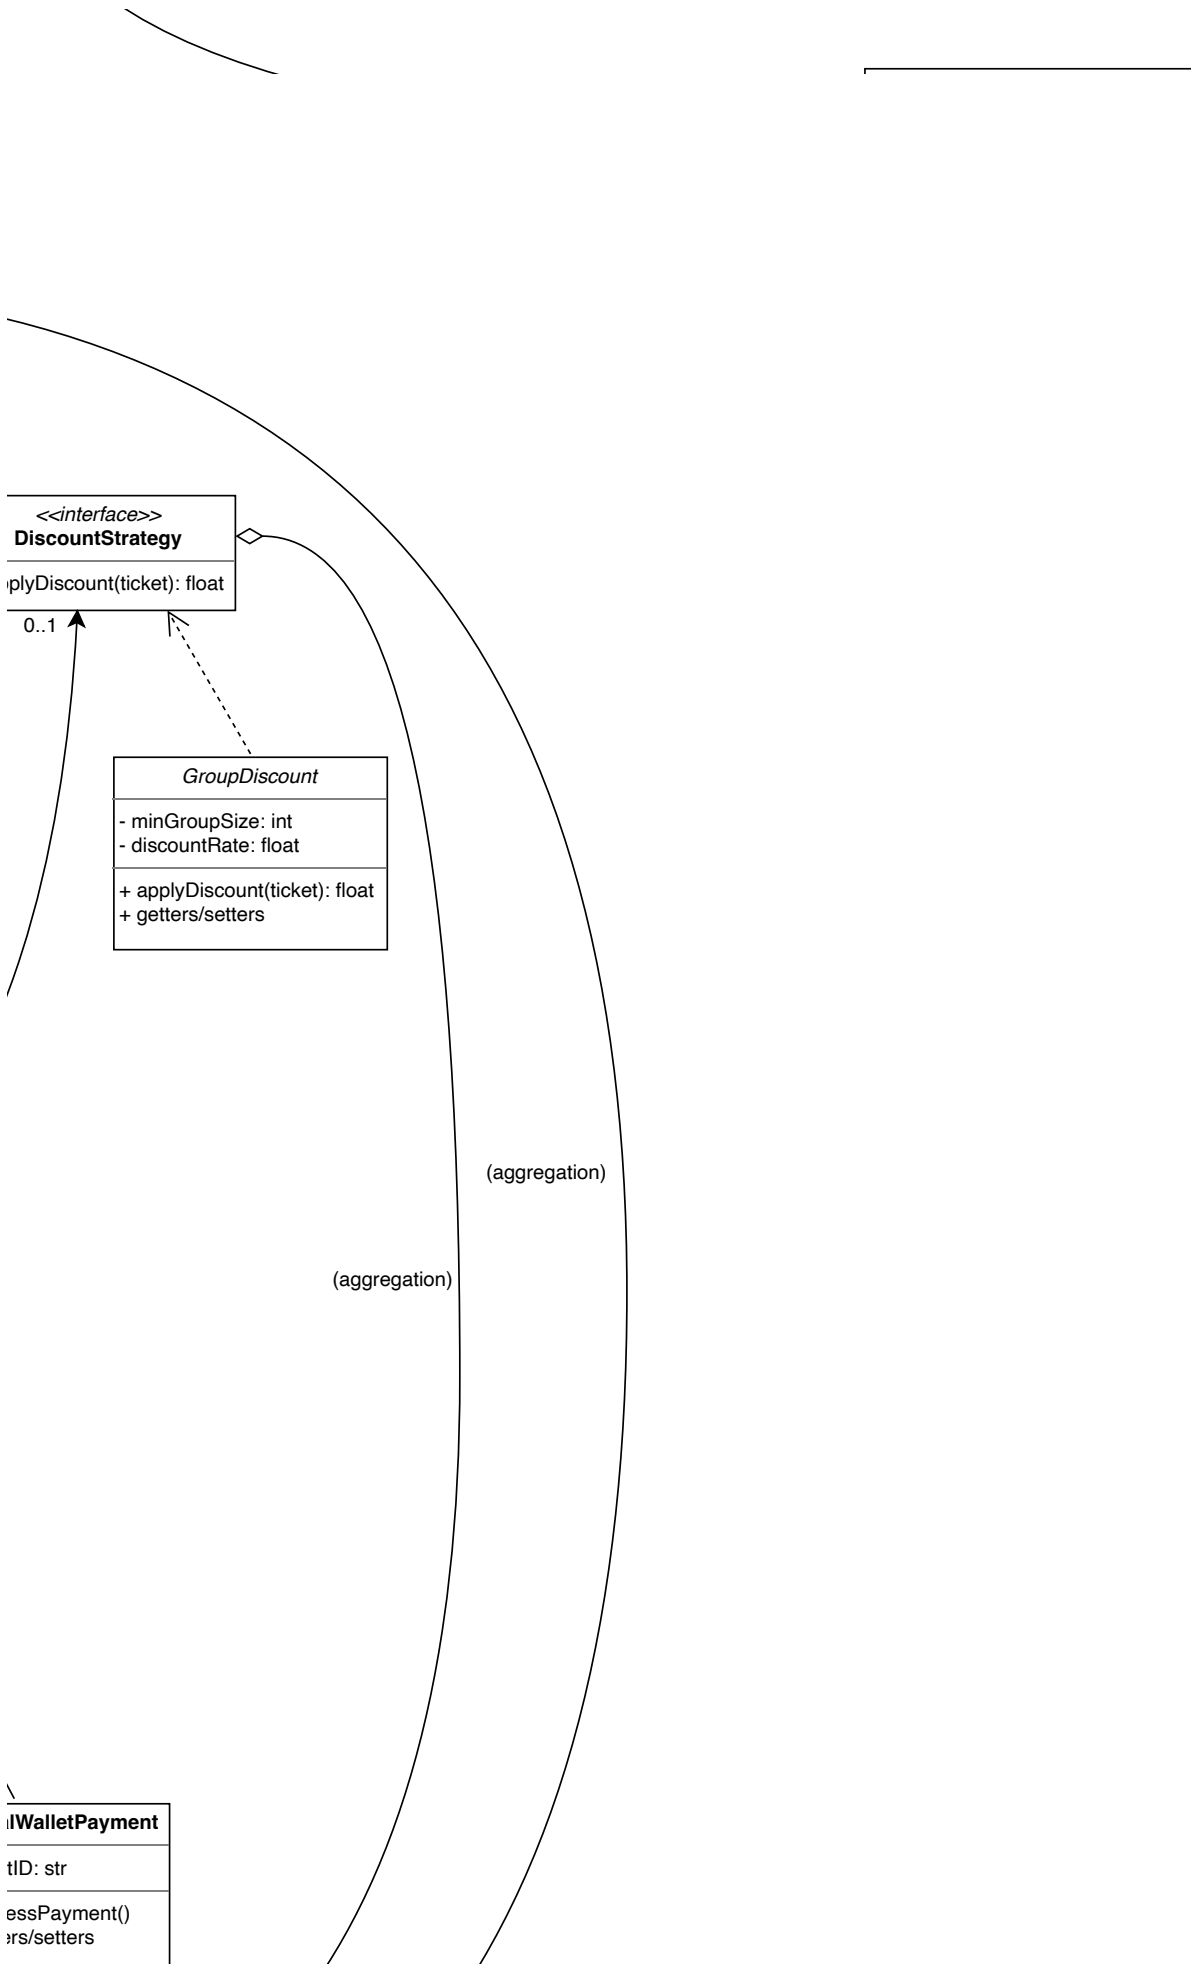 <<interface>>
DiscountStrategy
plyDiscount(ticket): float
0..1
GroupDiscount
- minGroupSize: int
- discountRate: float
+ applyDiscount(ticket): float
+ getters/setters
(aggregation)
(aggregation)
lWalletPayment
tID: str
essPayment()
ers/setters